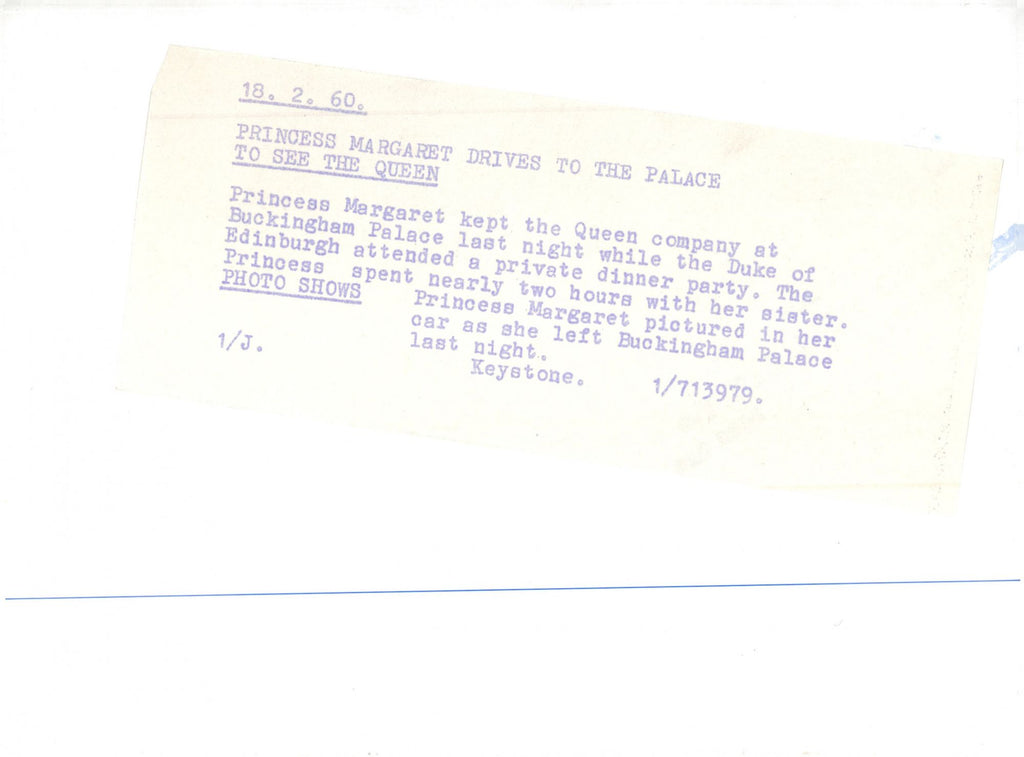 18. 2. 60.
PRINCESS MARGARET DRIVES TO THE PALACE
TO SEE THE QUEEN
Princess Margaret kept the Queen company at
Buckingham Palace last night while the Duke of
Edinburgh attended a private dinner party. The
Princess spent nearly two hours with her sister.
PHOTO SHOWS Princess Margaret pictured in her
car as she left Buckingham Palace
last night.
1/J. Keystone. 1/713979.